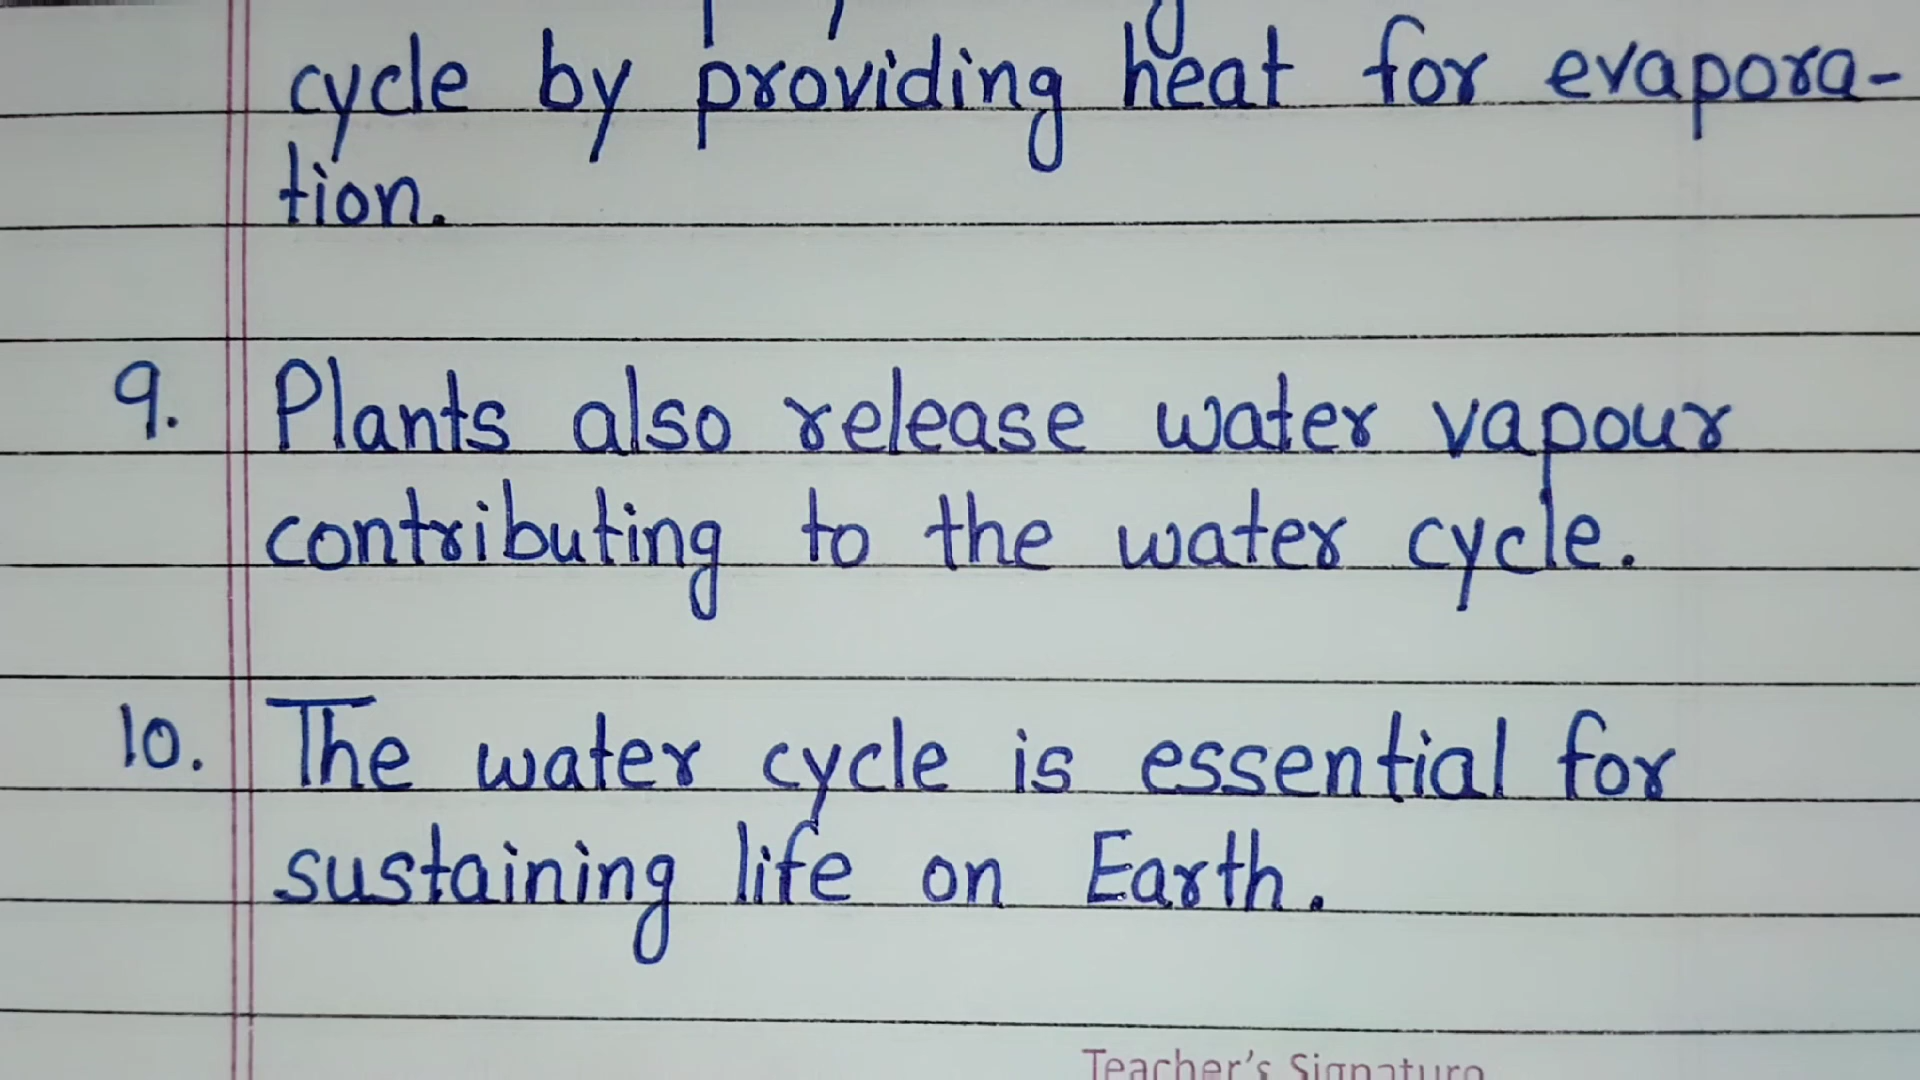 cycle by providing heat for evapora-
tion.
9. Plants also release water vapour
contributing to the water cycle.
10. The water cycle is essential for
sustaining life on Earth.
Teacher's Signature